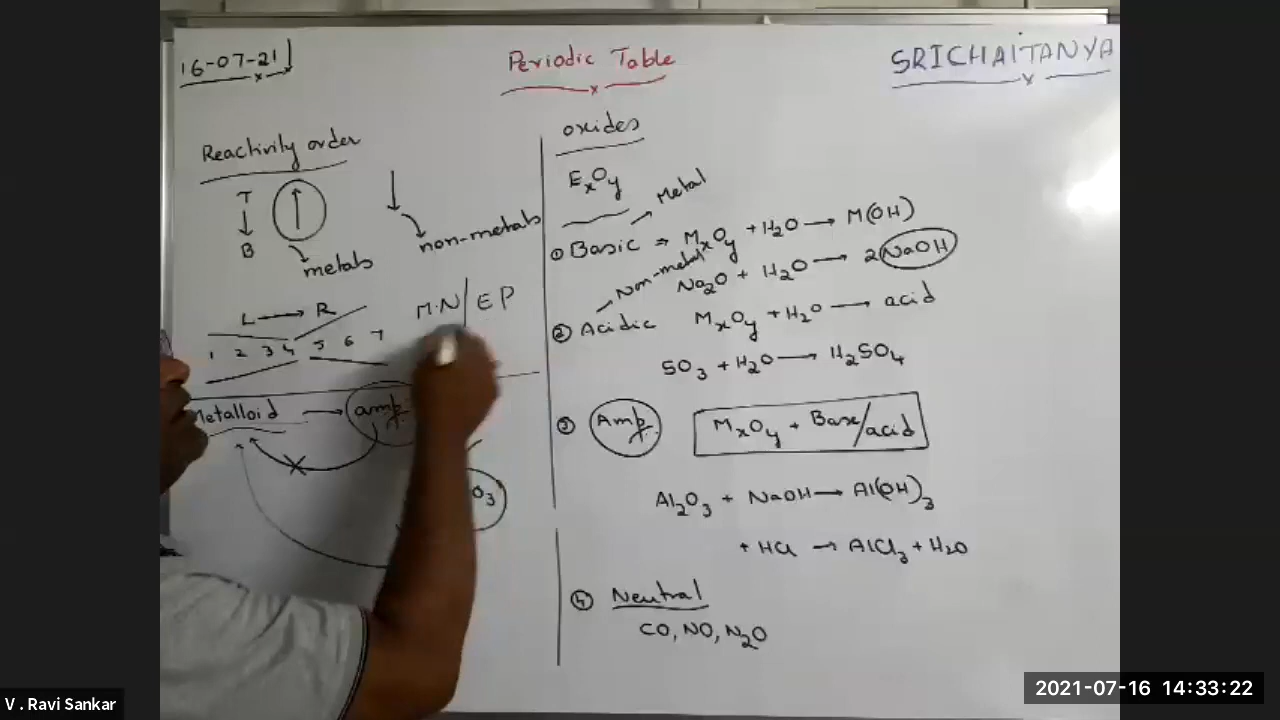 16-07-21
Periodic Table
SRICHAITANYA
Reactivity order
T
B
metals
non-metals
L → R
M.N/EP
1 2 3 4 5 6 7
Metalloid → amp.
O3
oxides
ExOy
Metal
① Basic ⇒ MxOy + H2O → M(OH)
Na2O + H2O → 2NaOH
Non-metal
② Acidic MxOy + H2O → acid
SO3 + H2O → H2SO4
③ Amp. MxOy + Base/acid
Al2O3 + NaOH → Al(OH)3
+ HCl → AlCl3 + H2O
④ Neutral
CO, NO, N2O
V . Ravi Sankar
2021-07-16 14:33:22